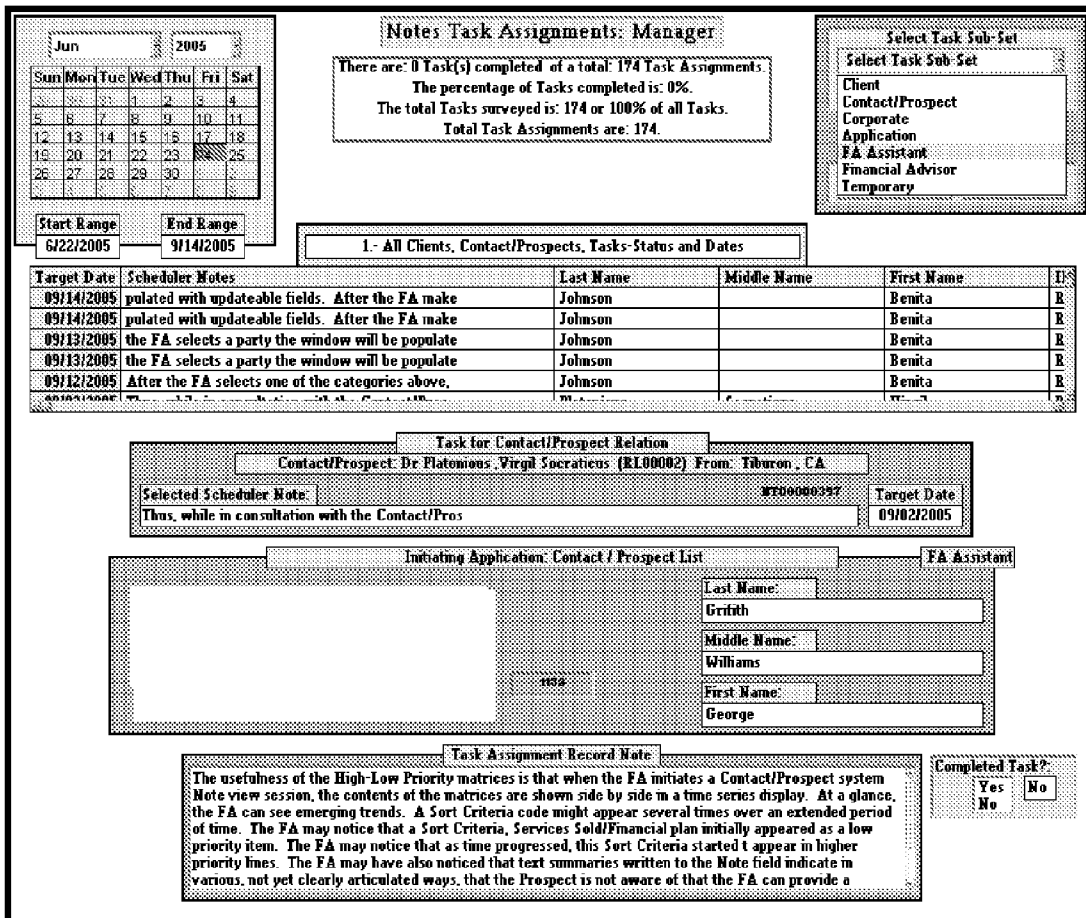 Notes Task Assignments: Manager
Jun 2005
Sun Mon Tue Wed Thu Fri Sat
1 2 3 4
5 6 7 8 9 10 11
12 13 14 15 16 17 18
19 20 21 22 23 24 25
26 27 28 29 30
Start Range End Range
6/22/2005 9/14/2005
There are: 0 Task(s) completed of a total: 174 Task Assignments.
The percentage of Tasks completed is: 0%.
The total Tasks surveyed is: 174 or 100% of all Tasks.
Total Task Assignments are: 174.
Select Task Sub-Set
Select Task Sub-Set
Client
Contact/Prospect
Corporate
Application
FA Assistant
Financial Advisor
Temporary
1.- All Clients, Contact/Prospects, Tasks-Status and Dates
Target Date Scheduler Notes Last Name Middle Name First Name
09/14/2005 pulated with updateable fields. After the FA make Johnson Benita R
09/14/2005 pulated with updateable fields. After the FA make Johnson Benita R
09/13/2005 the FA selects a party the window will be populate Johnson Benita R
09/13/2005 the FA selects a party the window will be populate Johnson Benita R
09/12/2005 After the FA selects one of the categories above, Johnson Benita R
Task for Contact/Prospect Relation
Contact/Prospect: Dr Platonious ,Virgil Socraticus (RL00002) From: Tiburon , CA
Selected Scheduler Note: NT00000397 Target Date
Thus, while in consultation with the Contact/Pros 09/02/2005
Initiating Application: Contact / Prospect List FA Assistant
Last Name:
Grifith
Middle Name:
Williams
First Name:
George
Task Assignment Record Note
The usefulness of the High-Low Priority matrices is that when the FA initiates a Contact/Prospect system
Note view session, the contents of the matrices are shown side by side in a time series display. At a glance,
the FA can see emerging trends. A Sort Criteria code might appear several times over an extended period
of time. The FA may notice that a Sort Criteria, Services Sold/Financial plan initially appeared as a low
priority item. The FA may notice that as time progressed, this Sort Criteria started t appear in higher
priority lines. The FA may have also noticed that text summaries written to the Note field indicate in
various, not yet clearly articulated ways, that the Prospect is not aware of that the FA can provide a
Completed Task?:
Yes No
No